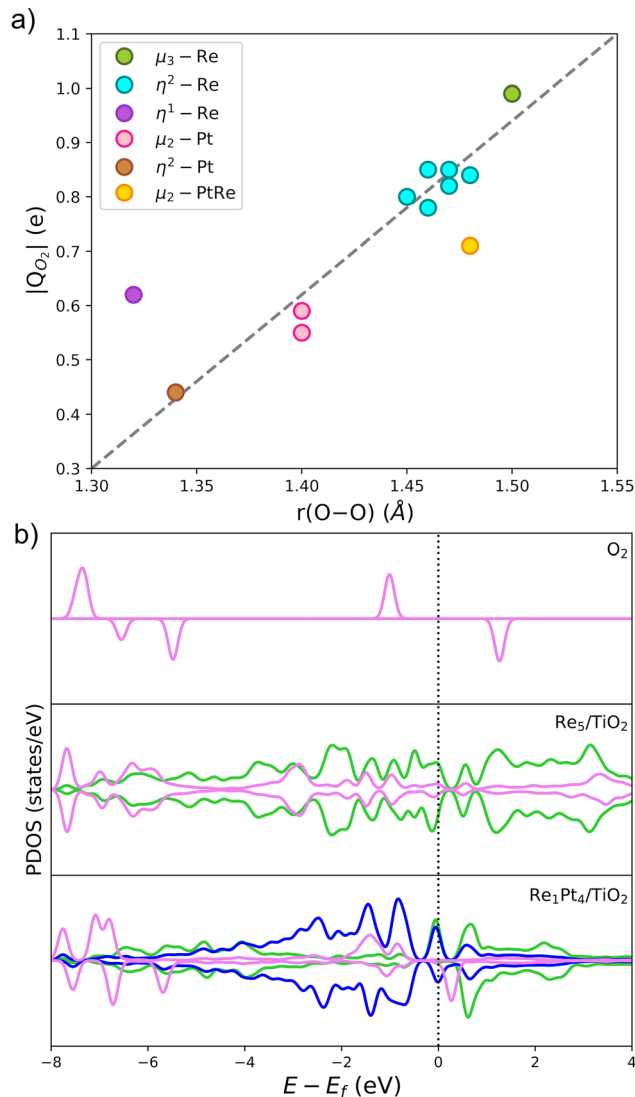 a)
1.1
1.0
0.9
0.8
0.7
0.6
0.5
0.4
0.3
|Q_{O_2}| (e)
μ₃ − Re
η² − Re
η¹ − Re
μ₂ − Pt
η² − Pt
μ₂ − PtRe
1.30 1.35 1.40 1.45 1.50 1.55
r(O−O) (Å)
b)
O₂
Re₅/TiO₂
Re₁Pt₄/TiO₂
PDOS (states/eV)
−8 −6 −4 −2 0 2 4
E − E_f (eV)